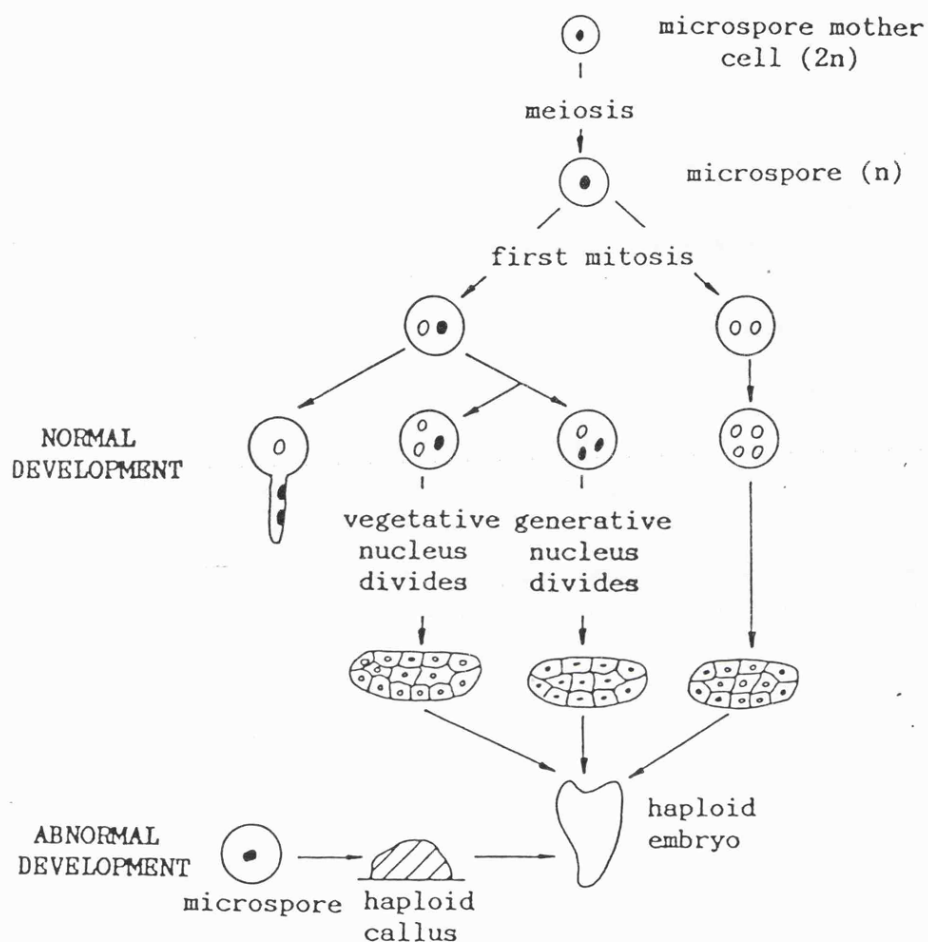 microspore mother
cell (2n)
meiosis
microspore (n)
first mitosis
NORMAL
DEVELOPMENT
vegetative
nucleus
divides
generative
nucleus
divides
haploid
embryo
ABNORMAL
DEVELOPMENT
microspore
haploid
callus